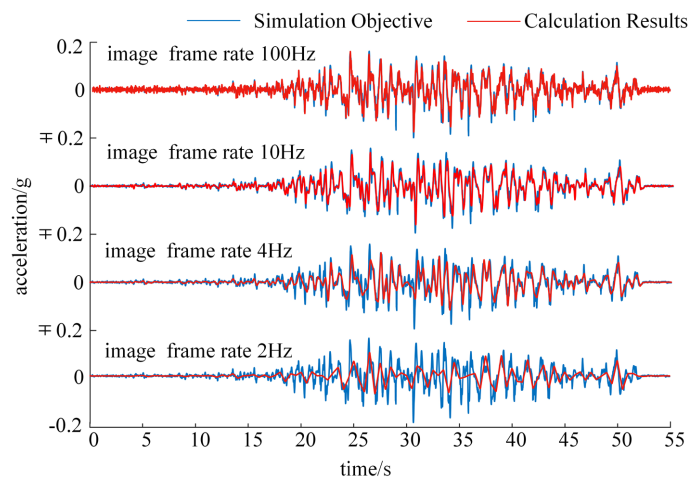 Simulation Objective Calculation Results
0.2
image frame rate 100Hz
0
∓ 0.2
image frame rate 10Hz
0
∓ 0.2
image frame rate 4Hz
0
∓ 0.2
image frame rate 2Hz
0
-0.2
acceleration/g
0 5 10 15 20 25 30 35 40 45 50 55
time/s